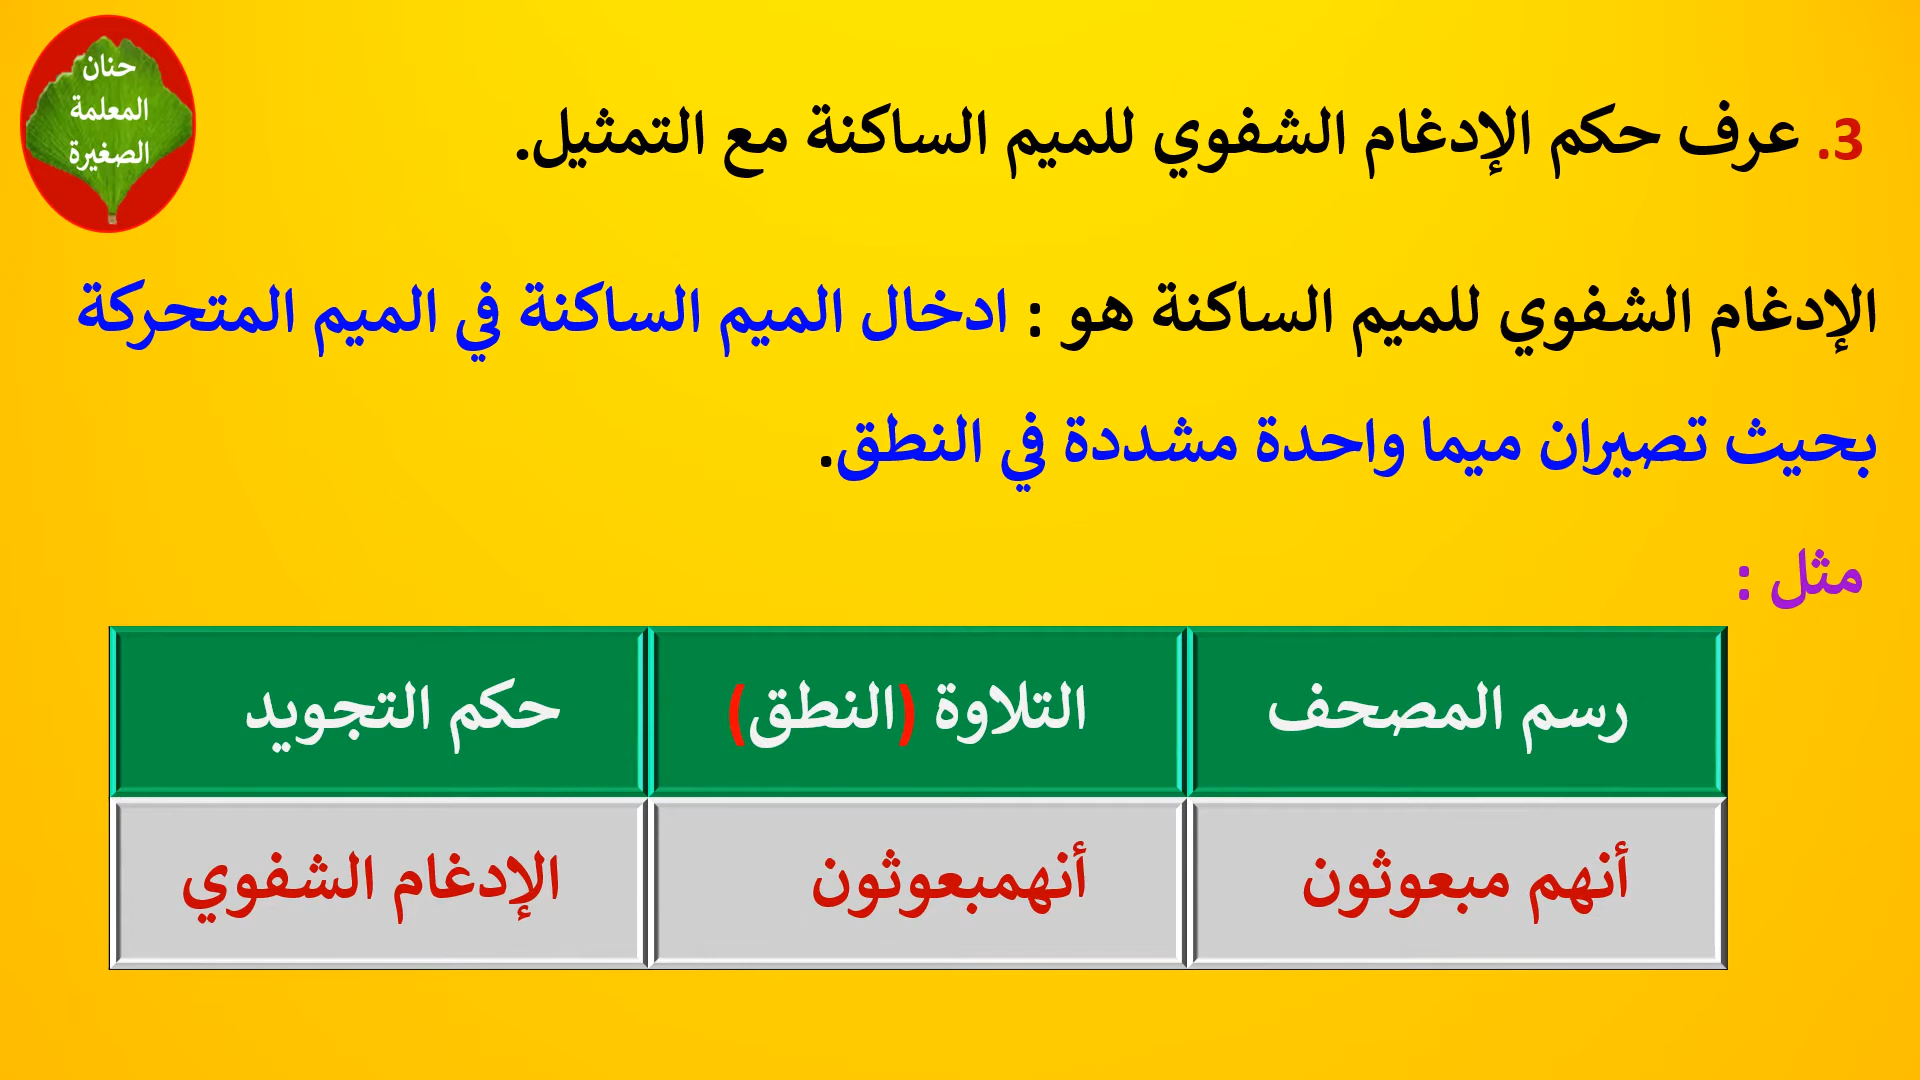 حنان
المعلمة
الصغيرة
3. عرف حكم الإدغام الشفوي للميم الساكنة مع التمثيل.
الإدغام الشفوي للميم الساكنة هو : ادخال الميم الساكنة في الميم المتحركة
بحيث تصيران ميما واحدة مشددة في النطق.
مثل :
رسم المصحف التلاوة (النطق) حكم التجويد
أنهم مبعوثون أنهمبعوثون الإدغام الشفوي